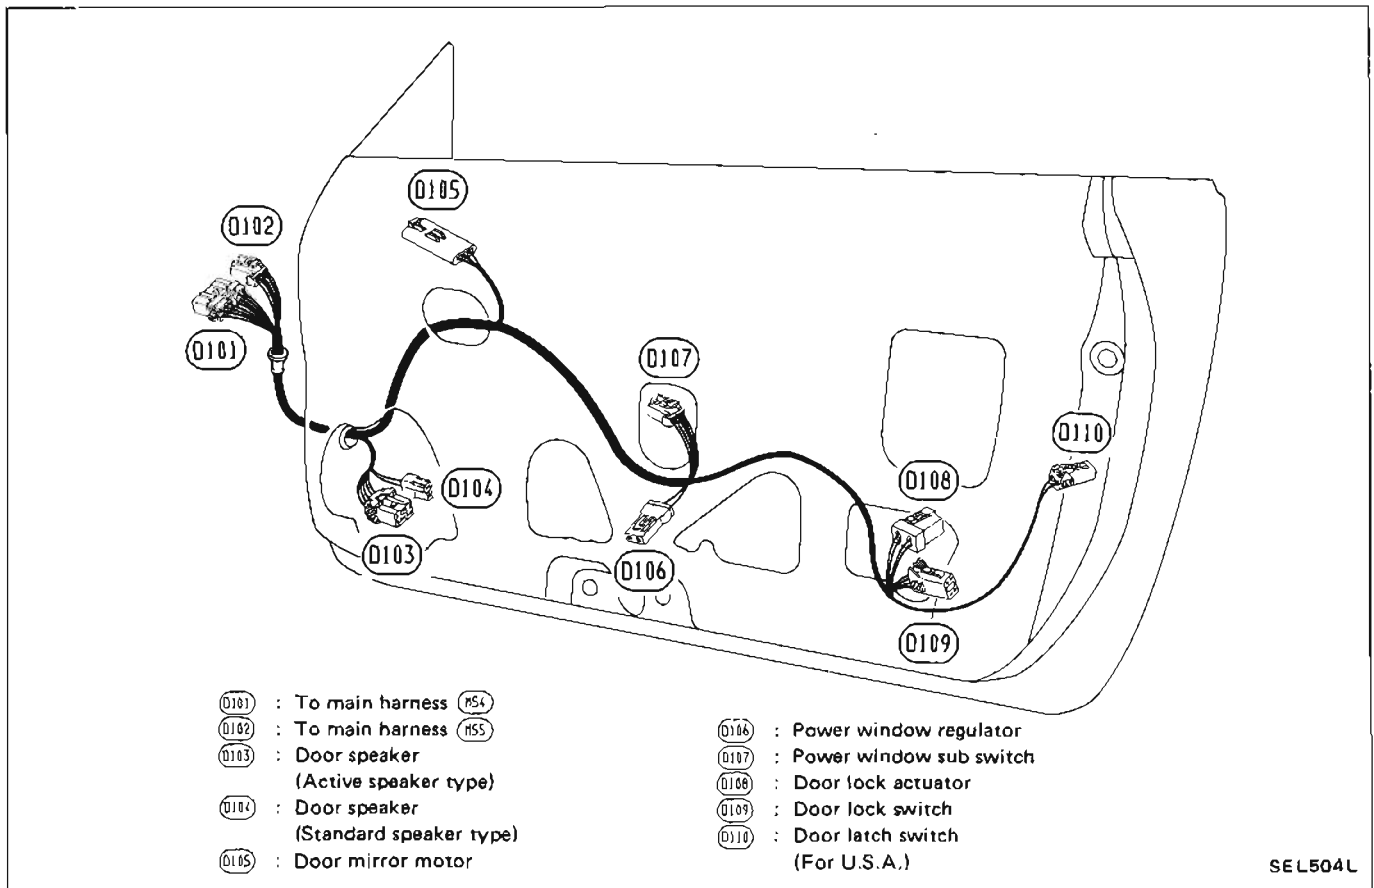 D105
D102
D101
D107
D110
D108
D104
D103
D106
D109
D101 : To main harness M54
D102 : To main harness M55
D103 : Door speaker
(Active speaker type)
D104 : Door speaker
(Standard speaker type)
D105 : Door mirror motor
D106 : Power window regulator
D107 : Power window sub switch
D108 : Door lock actuator
D109 : Door lock switch
D110 : Door latch switch
(For U.S.A.)
SEL504L